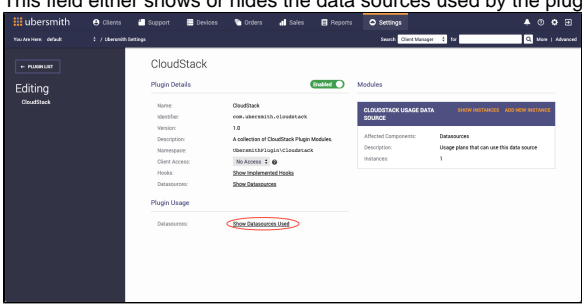 This field either shows or hides the data sources used by the plug
ubersmith Clients Support Devices Orders Sales Reports Settings
You Are Here: default / Ubersmith Settings Search Client Manager for More | Advanced
← PLUGIN LIST
Editing
CloudStack
CloudStack
Plugin Details Enabled
Name: CloudStack
Identifier: com.ubersmith.cloudstack
Version: 1.0
Description: A collection of CloudStack Plugin Modules.
Namespace: UbersmithPlugin\Cloudstack
Client Access: No Access
Hooks: Show Implemented Hooks
Datasources: Show Datasources
Plugin Usage
Datasources: Show Datasources Used
Modules
CLOUDSTACK USAGE DATA SOURCE SHOW INSTANCES ADD NEW INSTANCE
Affected Components: Datasources
Description: Usage plans that can use this data source
Instances: 1